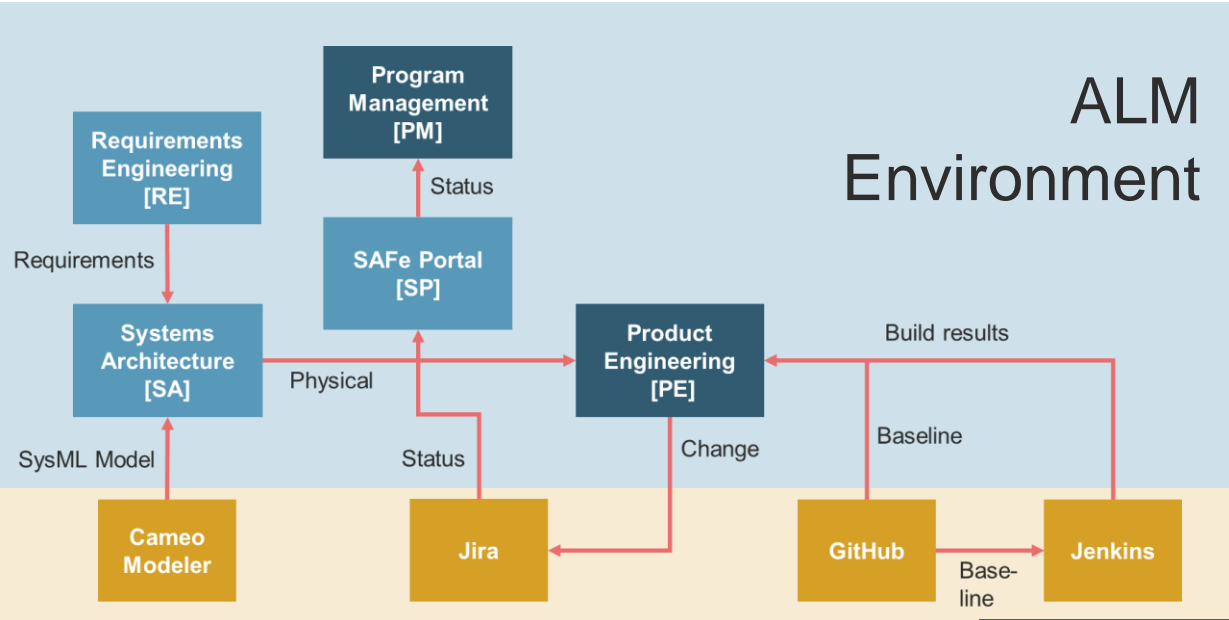 ALM
Environment
Program
Management
[PM]
Requirements
Engineering
[RE]
Status
Requirements
SAFe Portal
[SP]
Systems
Architecture
[SA]
Physical
Product
Engineering
[PE]
Build results
SysML Model
Status
Change
Baseline
Cameo
Modeler
Jira
GitHub
Base-
line
Jenkins